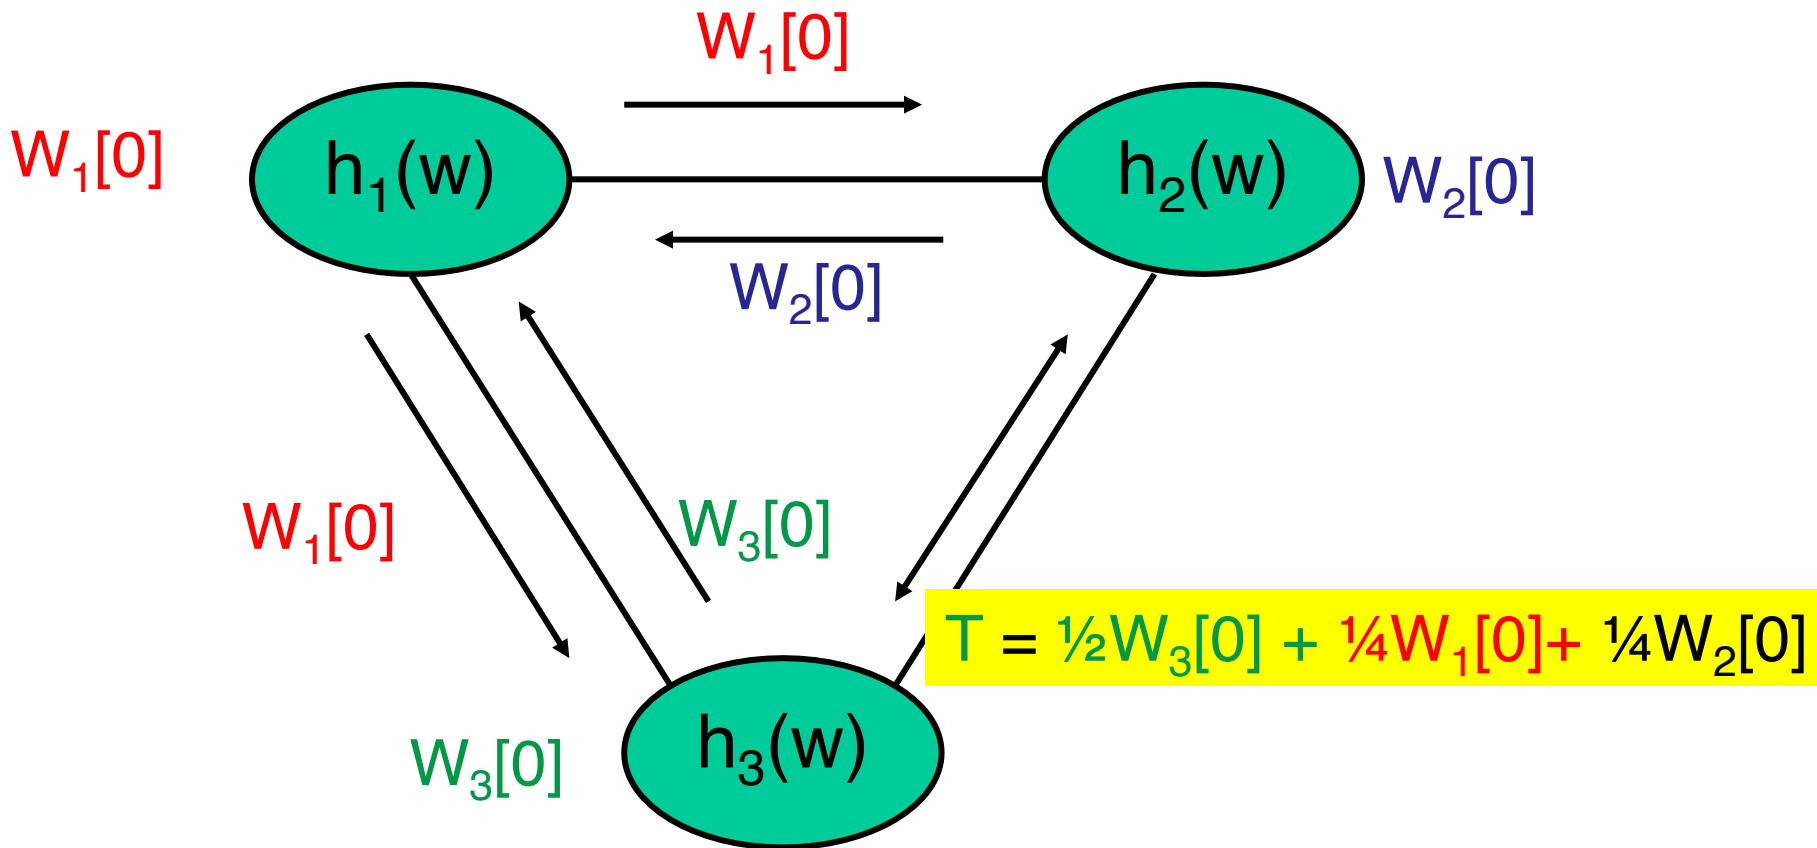 W₁[0]
W₁[0]
h₁(w)
h₂(w)
W₂[0]
W₂[0]
W₁[0]
W₃[0]
T = ½W₃[0] + ¼W₁[0]+ ¼W₂[0]
h₃(w)
W₃[0]